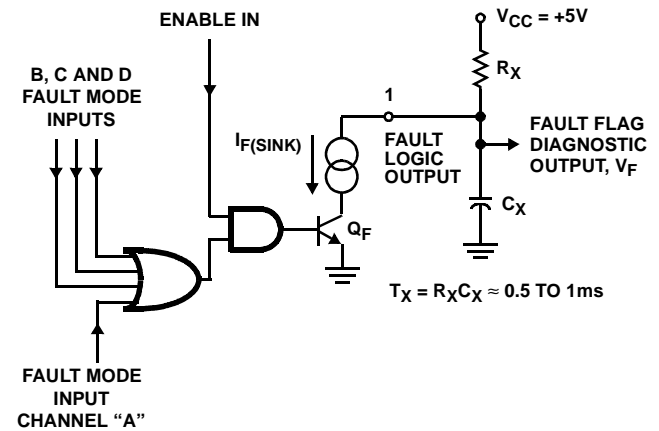 ENABLE IN
V_CC = +5V
R_X
B, C AND D
FAULT MODE
INPUTS
1
I_F(SINK)
FAULT
LOGIC
OUTPUT
FAULT FLAG
DIAGNOSTIC
OUTPUT, V_F
C_X
Q_F
T_X = R_XC_X ≈ 0.5 TO 1ms
FAULT MODE
INPUT
CHANNEL “A”